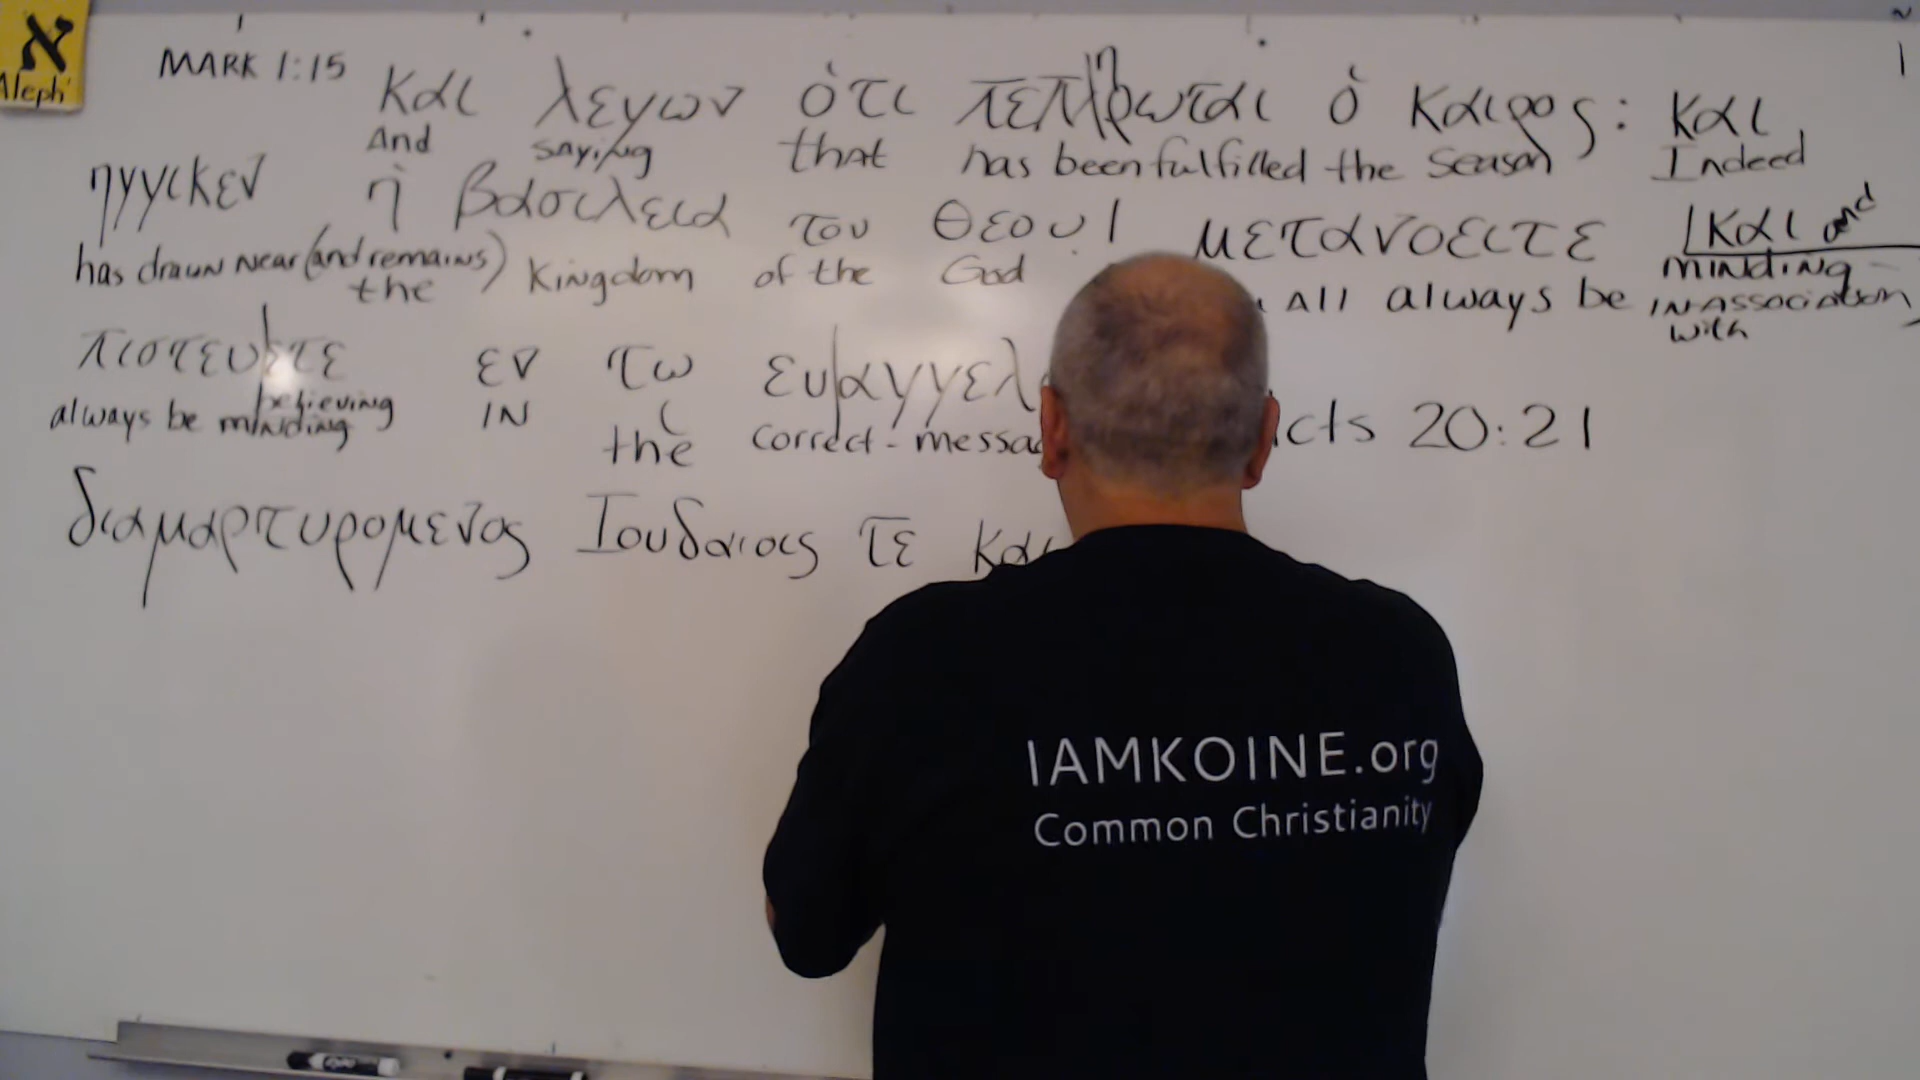 א
Aleph
MARK 1:15
και λεγων ὁτι πεπληρωται ὁ καιρος: και
And saying that has been fulfilled the season Indeed
ηγγικεν ἡ βασιλεια του θεου! μετανοειτε και and
has drawn near (and remains) the Kingdom of the God All always be minding in Association with
πιστευετε εν τω ευαγγελ
always be minding believing IN the correct-messa
cts 20:21
διαμαρτυρομενος Ιουδαιοις τε και
IAMKOINE.org
Common Christianity